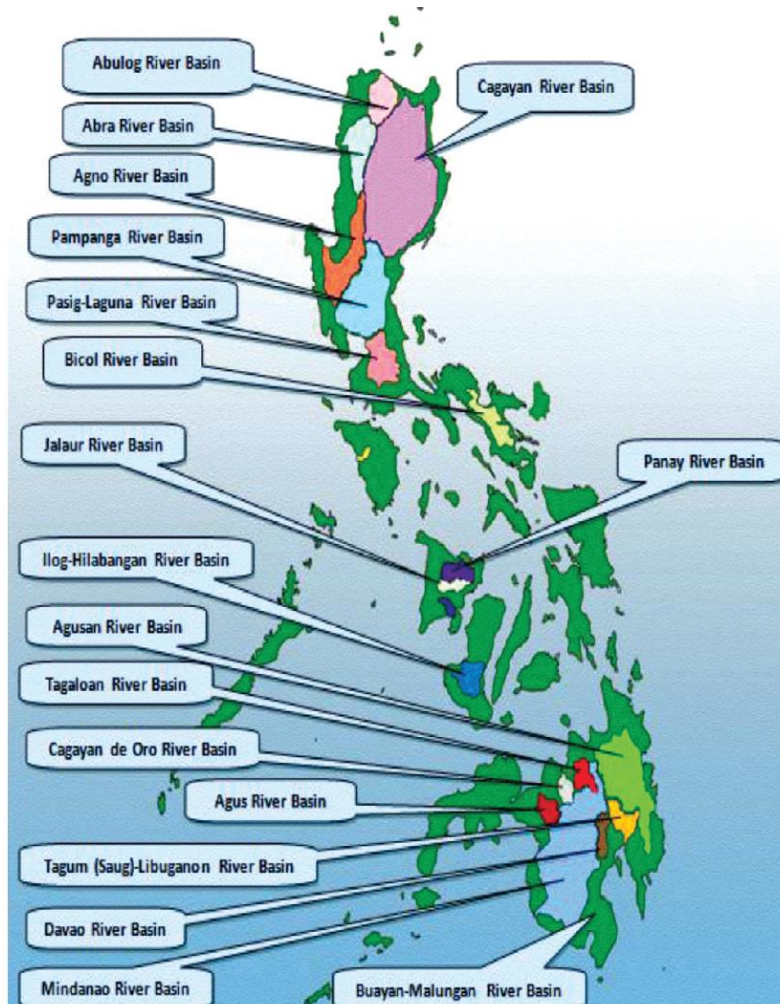 Abulog River Basin
Cagayan River Basin
Abra River Basin
Agno River Basin
Pampanga River Basin
Pasig-Laguna River Basin
Bicol River Basin
Jalaur River Basin
Panay River Basin
Ilog-Hilabangan River Basin
Agusan River Basin
Tagaloan River Basin
Cagayan de Oro River Basin
Agus River Basin
Tagum (Saug)-Libuganon River Basin
Davao River Basin
Mindanao River Basin
Buayan-Malungan River Basin